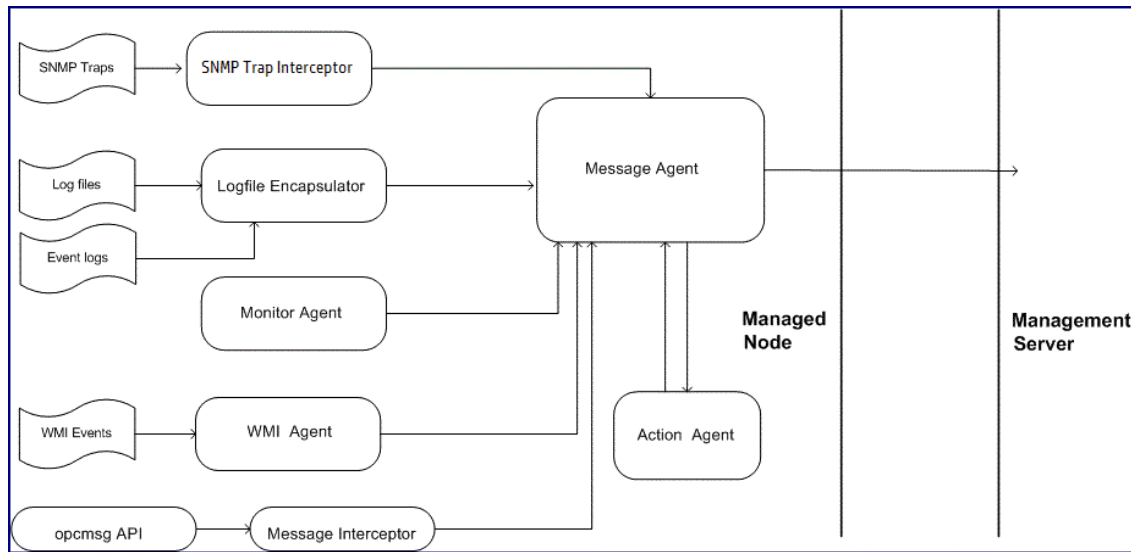 SNMP Traps
SNMP Trap Interceptor
Message Agent
Log files
Logfile Encapsulator
Event logs
Monitor Agent
Managed
Node
Management
Server
WMI Events
WMI Agent
Action Agent
opcmsg API
Message Interceptor